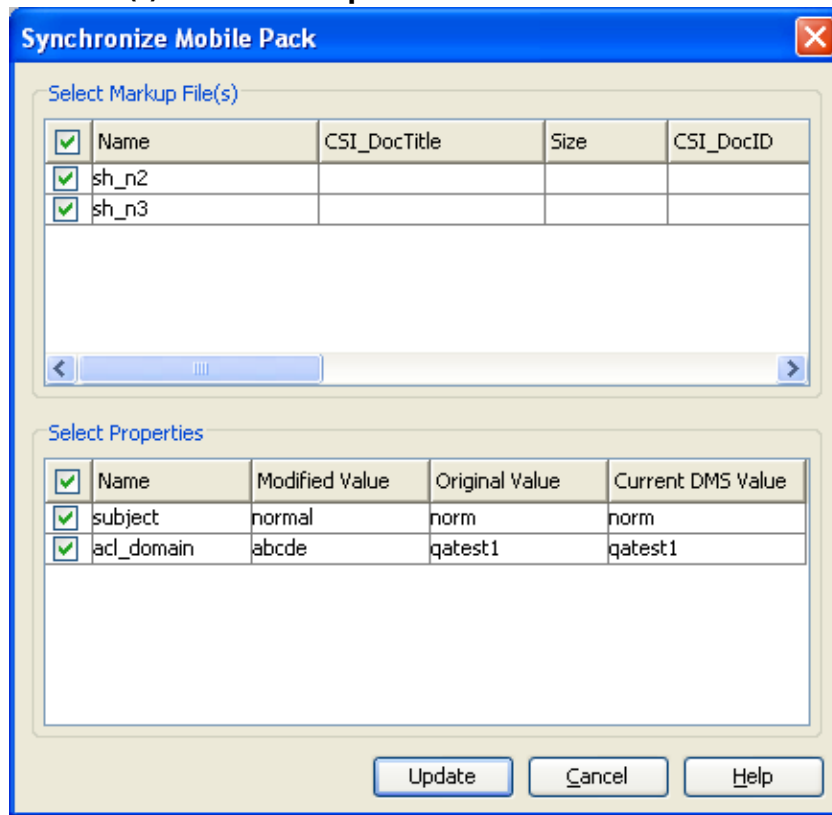 Synchronize Mobile Pack
Select Markup File(s)
Name CSI_DocTitle Size CSI_DocID
sh_n2
sh_n3
Select Properties
Name Modified Value Original Value Current DMS Value
subject normal norm norm
acl_domain abcde qatest1 qatest1
Update Cancel Help